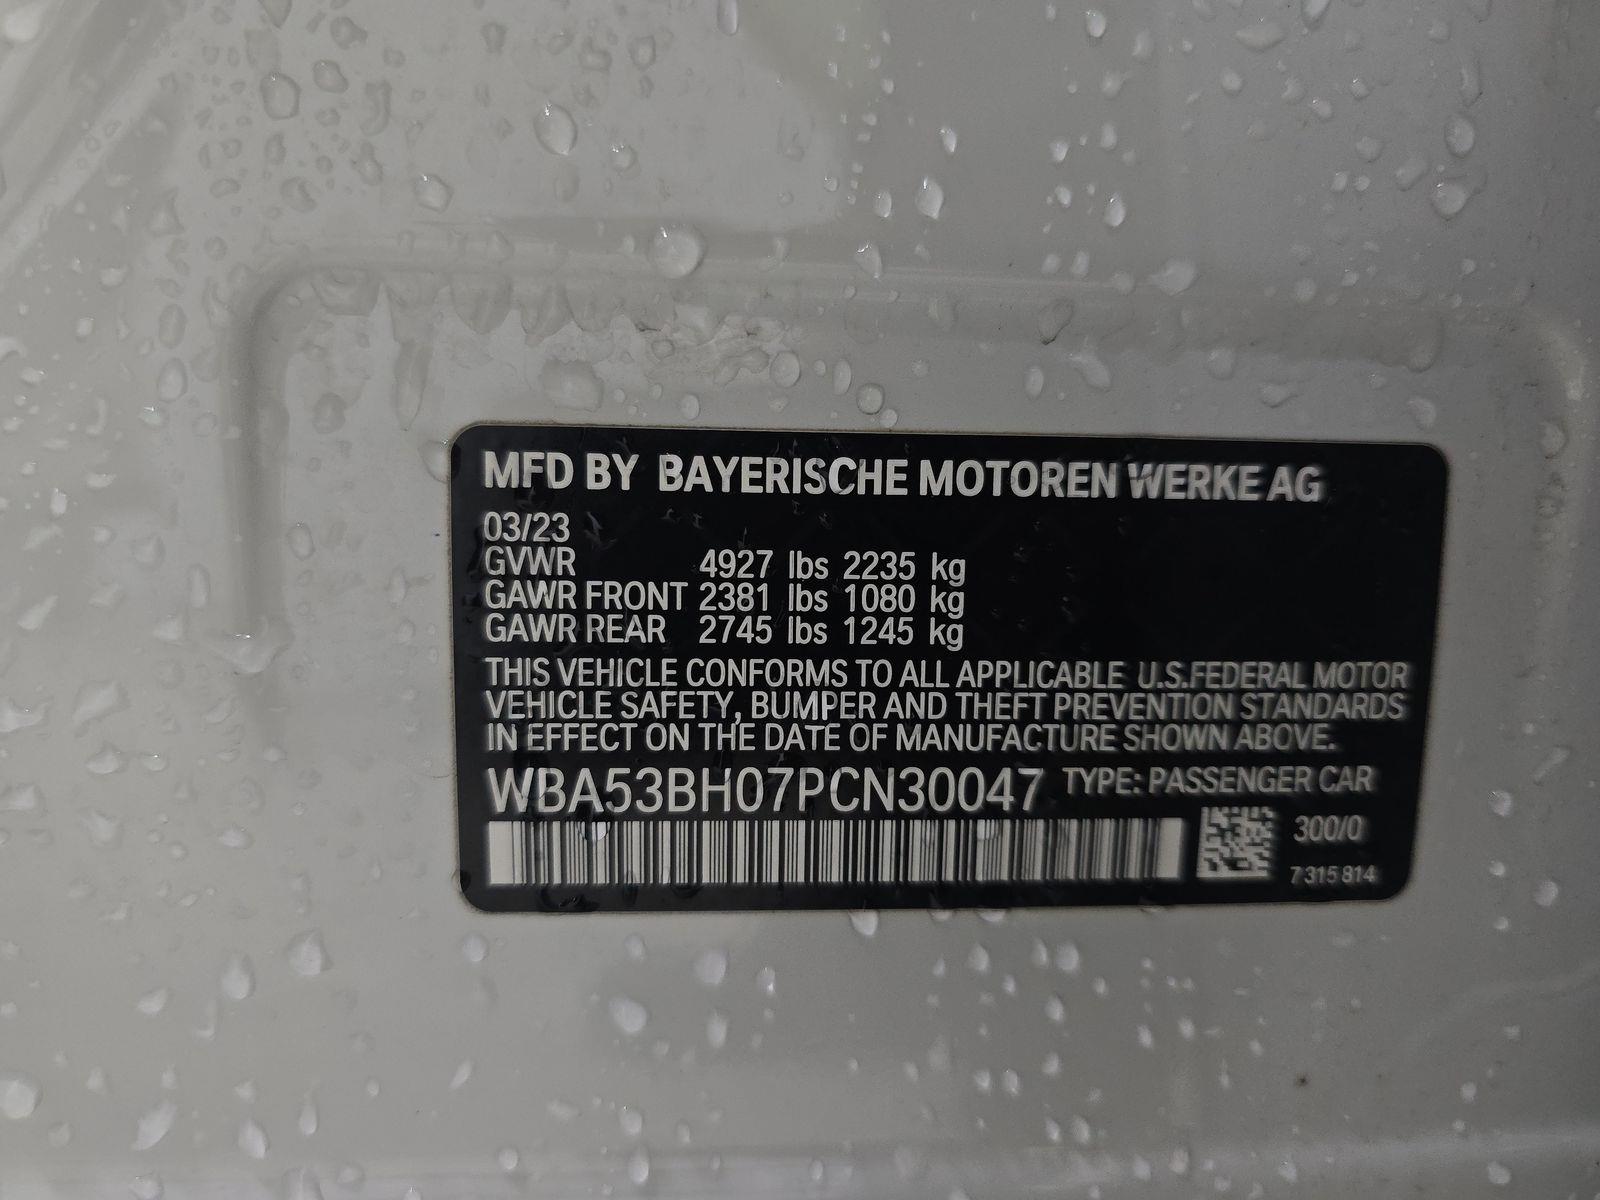 MFD BY BAYERISCHE MOTOREN WERKE AG
03/23
GVWR 4927 lbs 2235 kg
GAWR FRONT 2381 lbs 1080 kg
GAWR REAR 2745 lbs 1245 kg
THIS VEHICLE CONFORMS TO ALL APPLICABLE U.S.FEDERAL MOTOR
VEHICLE SAFETY, BUMPER AND THEFT PREVENTION STANDARDS
IN EFFECT ON THE DATE OF MANUFACTURE SHOWN ABOVE.
WBA53BH07PCN30047 TYPE: PASSENGER CAR
300/0
7 315 814